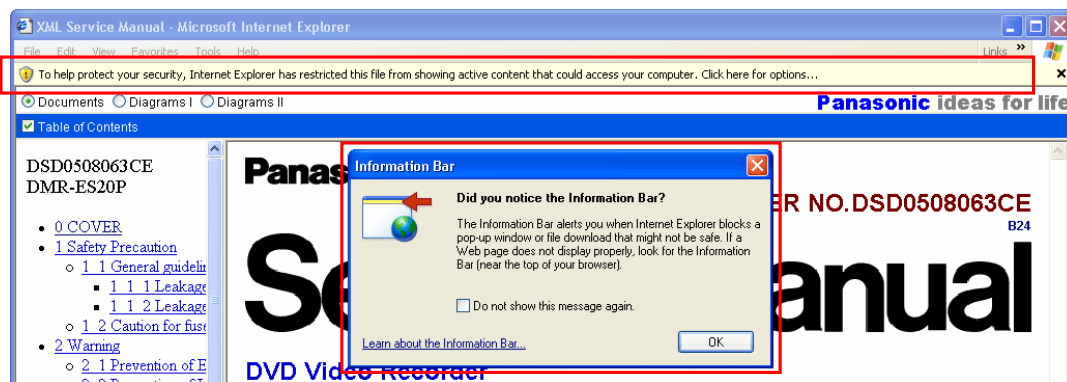 XML Service Manual - Microsoft Internet Explorer
File Edit View Favorites Tools Help Links »
To help protect your security, Internet Explorer has restricted this file from showing active content that could access your computer. Click here for options...
Documents Diagrams I Diagrams II Panasonic ideas for life
Table of Contents
DSD0508063CE
DMR-ES20P
0 COVER
1 Safety Precaution
1 1 General guidelin
1 1 1 Leakage
1 1 2 Leakage
1 2 Caution for fuse
2 Warning
2 1 Prevention of E
Panas
ER NO.DSD0508063CE
B24
Se anual
DVD Video Recorder
Information Bar
Did you notice the Information Bar?
The Information Bar alerts you when Internet Explorer blocks a
pop-up window or file download that might not be safe. If a
Web page does not display properly, look for the Information
Bar (near the top of your browser).
Do not show this message again.
Learn about the Information Bar...
OK